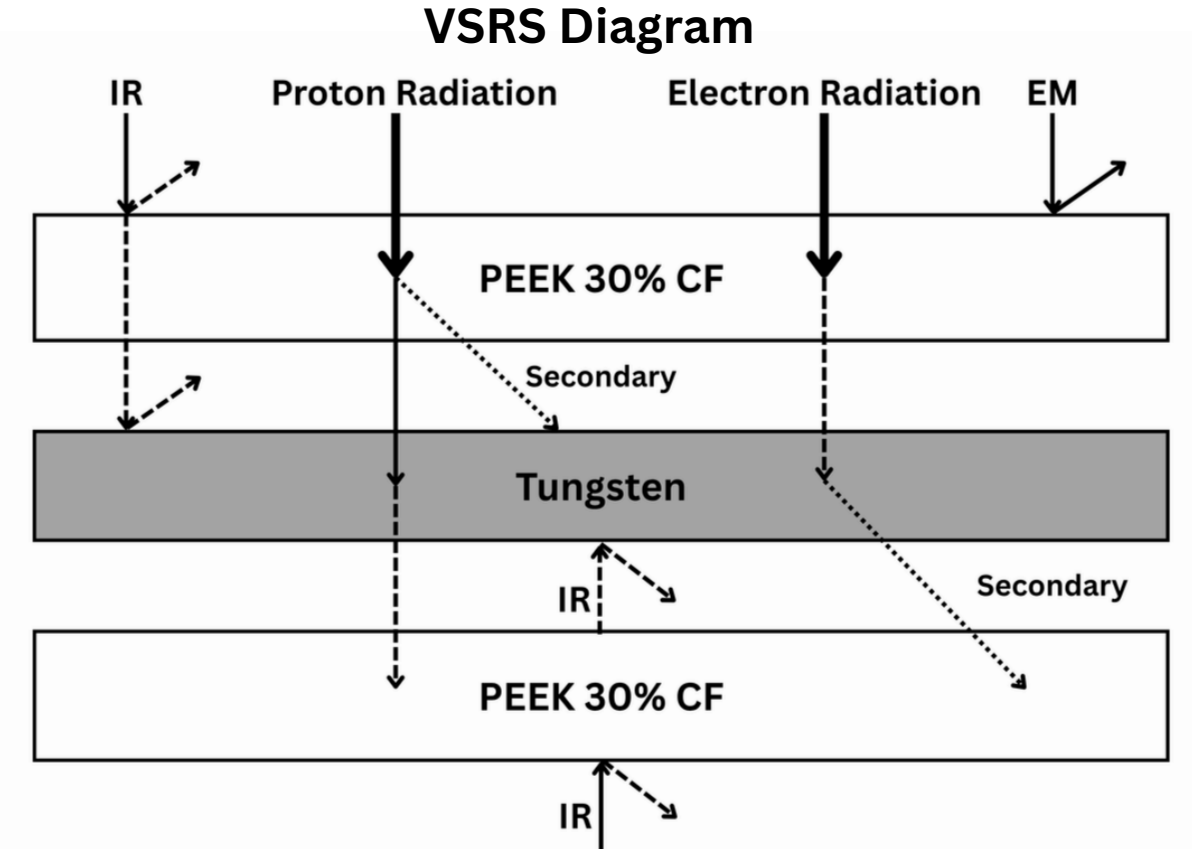 VSRS Diagram
IR
Proton Radiation
Electron Radiation
EM
PEEK 30% CF
Secondary
Tungsten
IR
Secondary
PEEK 30% CF
IR